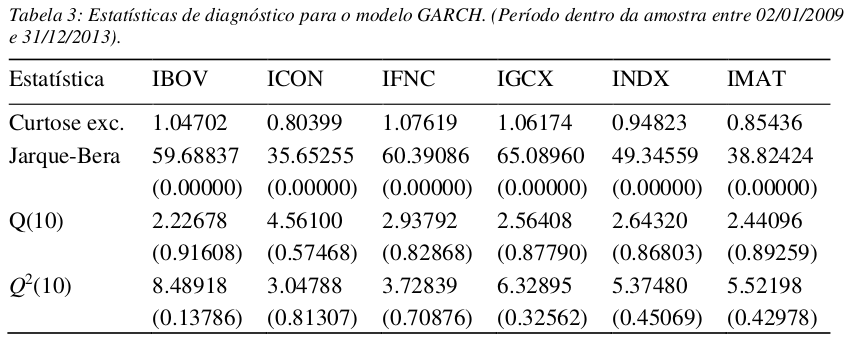 Tabela 3: Estatísticas de diagnóstico para o modelo GARCH. (Período dentro da amostra entre 02/01/2009
e 31/12/2013).
Estatística IBOV ICON IFNC IGCX INDX IMAT
Curtose exc. 1.04702 0.80399 1.07619 1.06174 0.94823 0.85436
Jarque-Bera 59.68837 35.65255 60.39086 65.08960 49.34559 38.82424
(0.00000) (0.00000) (0.00000) (0.00000) (0.00000) (0.00000)
Q(10) 2.22678 4.56100 2.93792 2.56408 2.64320 2.44096
(0.91608) (0.57468) (0.82868) (0.87790) (0.86803) (0.89259)
Q²(10) 8.48918 3.04788 3.72839 6.32895 5.37480 5.52198
(0.13786) (0.81307) (0.70876) (0.32562) (0.45069) (0.42978)